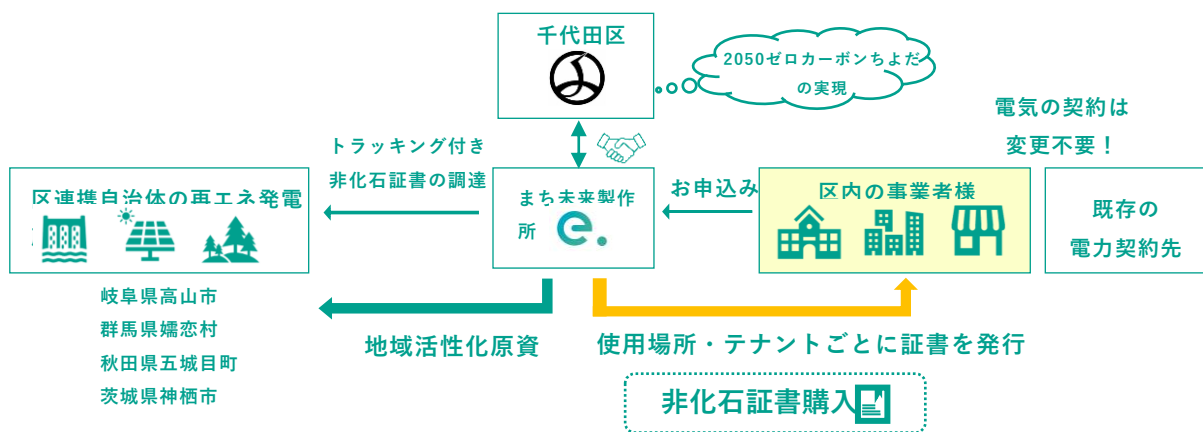 千代田区
2050ゼロカーボンちよだ
の実現
電気の契約は
変更不要！
トラッキング付き
非化石証書の調達
区連携自治体の再エネ発電
まち未来製作
所
お申込み
区内の事業者様
既存の
電力契約先
岐阜県高山市
群馬県嬬恋村
秋田県五城目町
茨城県神栖市
地域活性化原資
使用場所・テナントごとに証書を発行
非化石証書購入